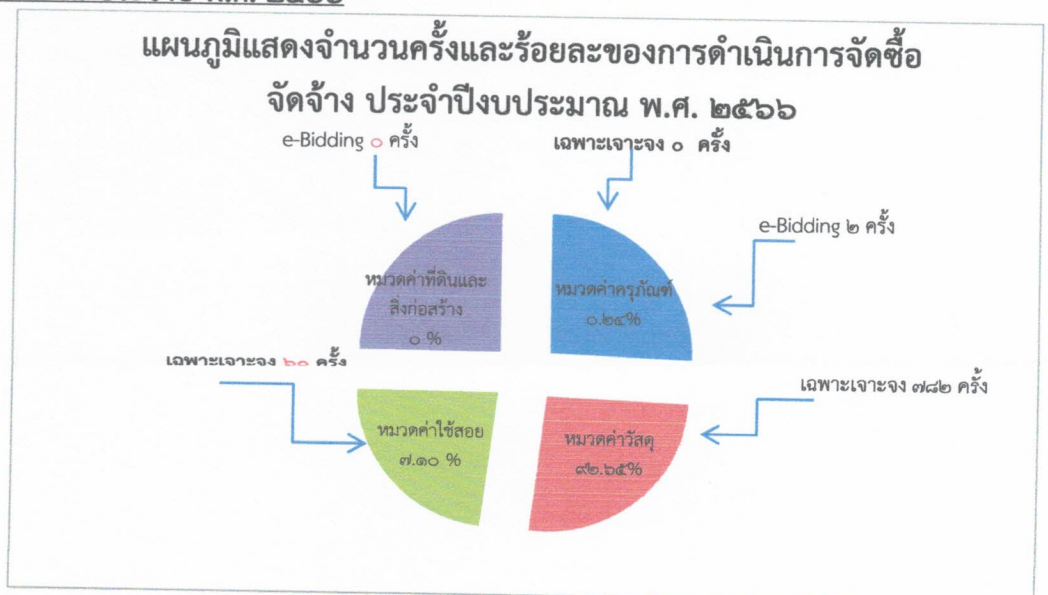 แผนภูมิแสดงจำนวนครั้งและร้อยละของการดำเนินการจัดซื้อ
จัดจ้าง ประจำปีงบประมาณ พ.ศ. ๒๕๖๖
e-Bidding ๐ ครั้ง
เฉพาะเจาะจง ๐ ครั้ง
e-Bidding ๒ ครั้ง
หมวดค่าที่ดินและ
สิ่งก่อสร้าง
๐ %
หมวดค่าครุภัณฑ์
๐.๒๔%
เฉพาะเจาะจง ๖๐ ครั้ง
เฉพาะเจาะจง ๗๘๒ ครั้ง
หมวดค่าใช้สอย
๗.๑๐ %
หมวดค่าวัสดุ
๙๒.๖๕%